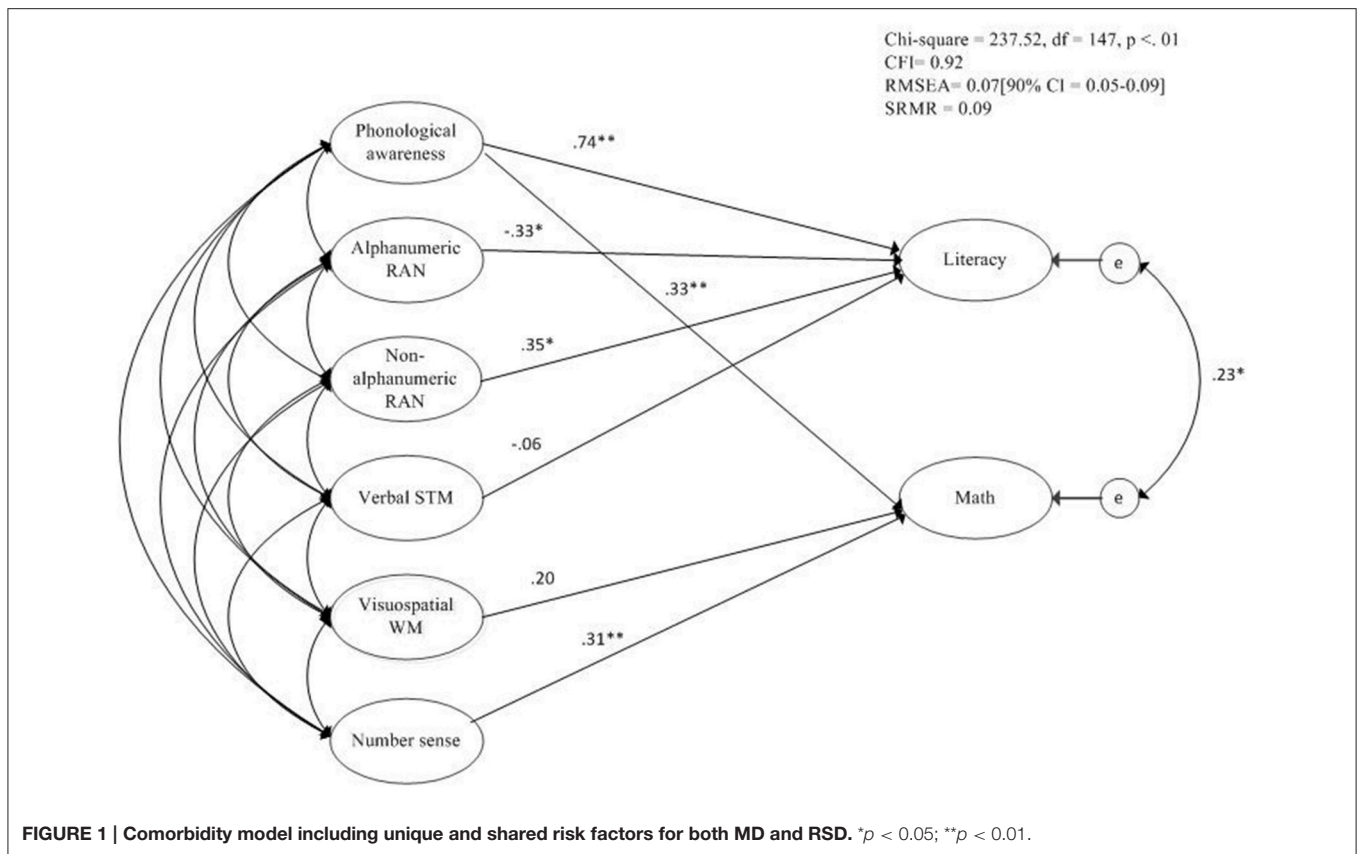 Chi-square = 237.52, df = 147, p <. 01
CFI= 0.92
RMSEA= 0.07[90% CI = 0.05-0.09]
SRMR = 0.09
Phonological
awareness
.74**
Alphanumeric
RAN
-.33*
Literacy
e
.33**
Non-
alphanumeric
RAN
.35*
.23*
Verbal STM
-.06
Math
e
Visuospatial
WM
.20
Number sense
.31**
FIGURE 1 | Comorbidity model including unique and shared risk factors for both MD and RSD. *p < 0.05; **p < 0.01.